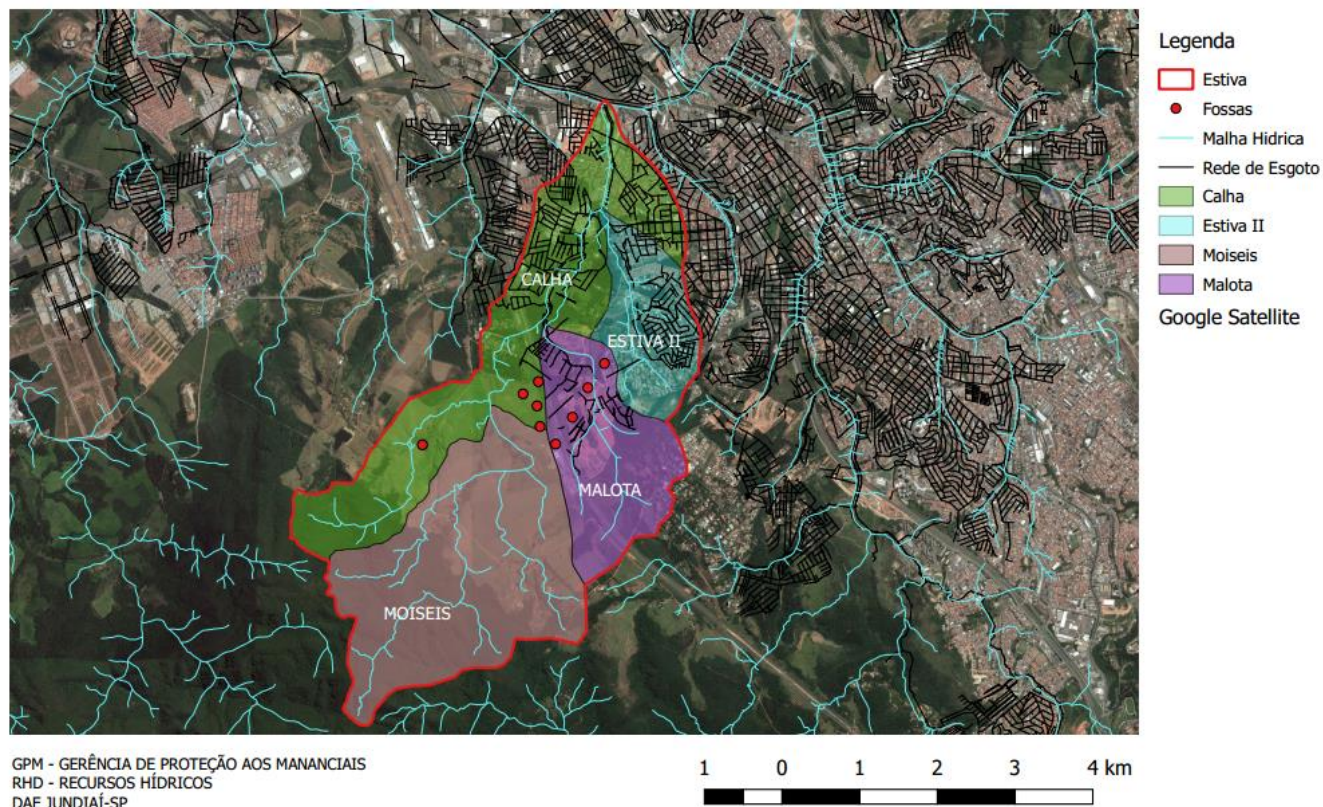 CALHA
ESTIVA II
MALOTA
MOISEIS
Legenda
Estiva
Fossas
Malha Hidrica
Rede de Esgoto
Calha
Estiva II
Moiseis
Malota
Google Satellite
GPM - GERÊNCIA DE PROTEÇÃO AOS MANANCIAIS
RHD - RECURSOS HÍDRICOS
DAE JUNDIAÍ-SP
1 0 1 2 3 4 km